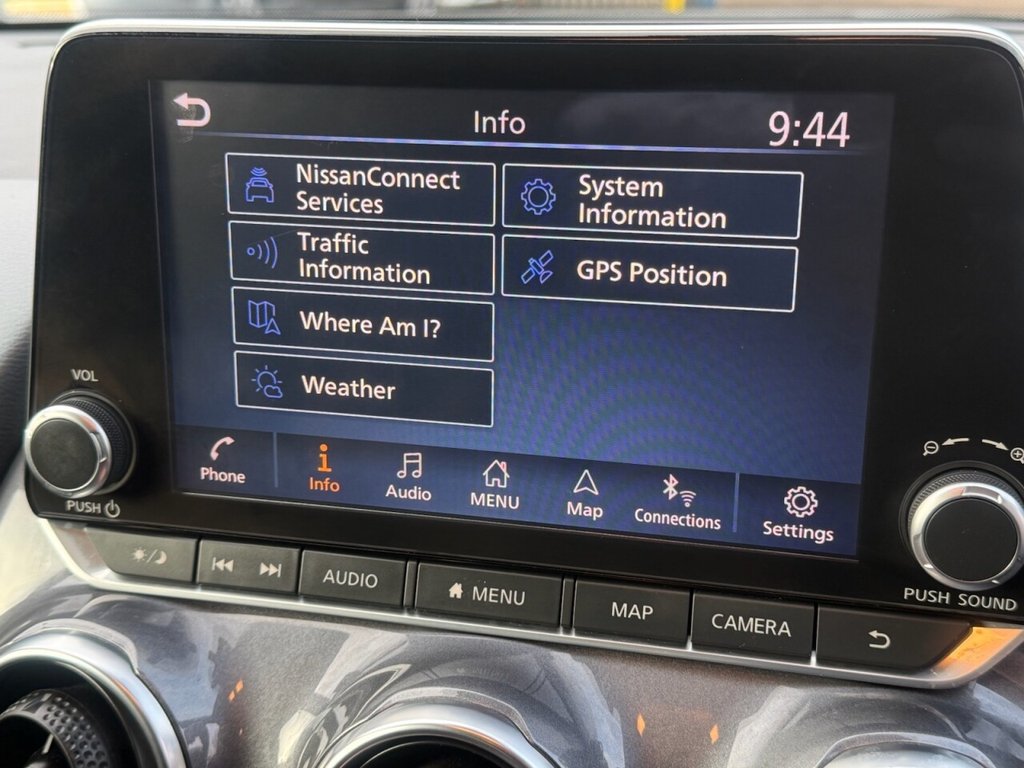 Info
9:44
NissanConnect
Services
System
Information
Traffic
Information
GPS Position
Where Am I?
Weather
Phone
Info
Audio
MENU
Map
Connections
Settings
VOL
PUSH
AUDIO
MENU
MAP
CAMERA
PUSH SOUND